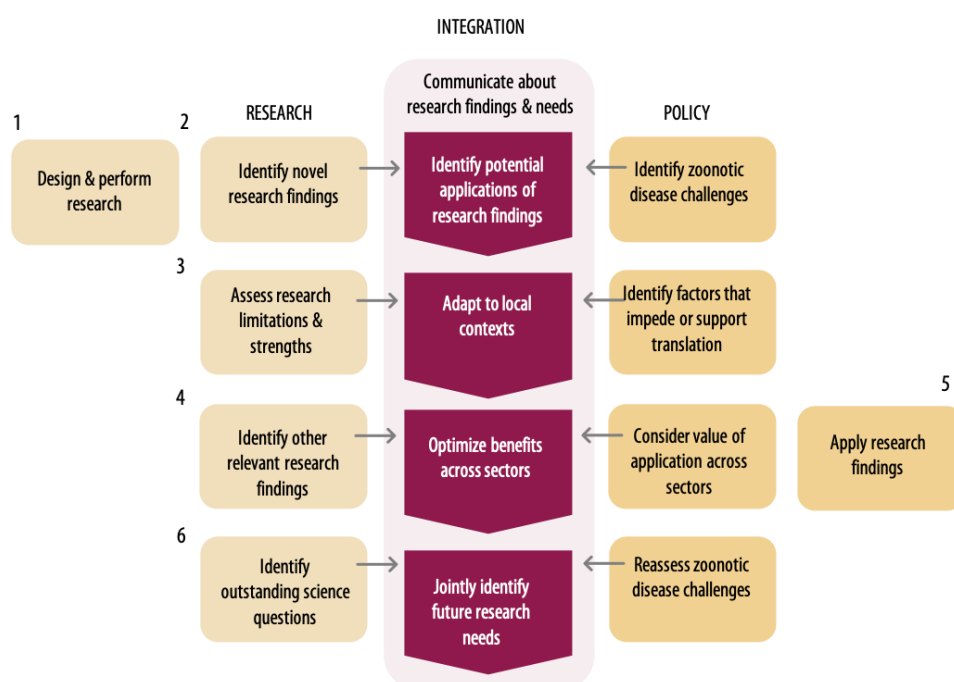 INTEGRATION
Communicate about
research findings & needs
RESEARCH
POLICY
1
Design & perform
research
2
Identify novel
research findings
Identify potential
applications of
research findings
Identify zoonotic
disease challenges
3
Assess research
limitations &
strengths
Adapt to local
contexts
Identify factors that
impede or support
translation
4
Identify other
relevant research
findings
Optimize benefits
across sectors
Consider value of
application across
sectors
5
Apply research
findings
6
Identify
outstanding science
questions
Jointly identify
future research
needs
Reassess zoonotic
disease challenges